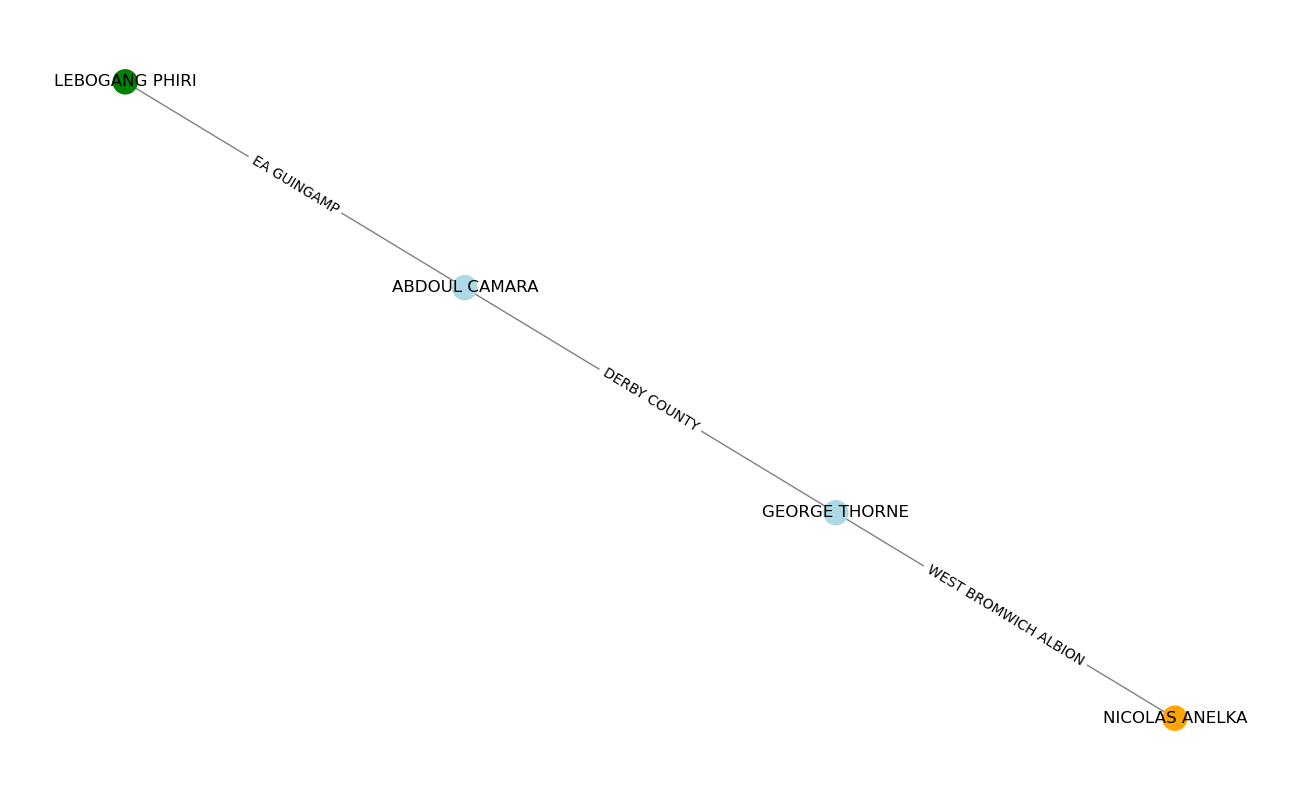 LEBOGANG PHIRI
EA GUINGAMP
ABDOUL CAMARA
DERBY COUNTY
GEORGE THORNE
WEST BROMWICH ALBION
NICOLAS ANELKA